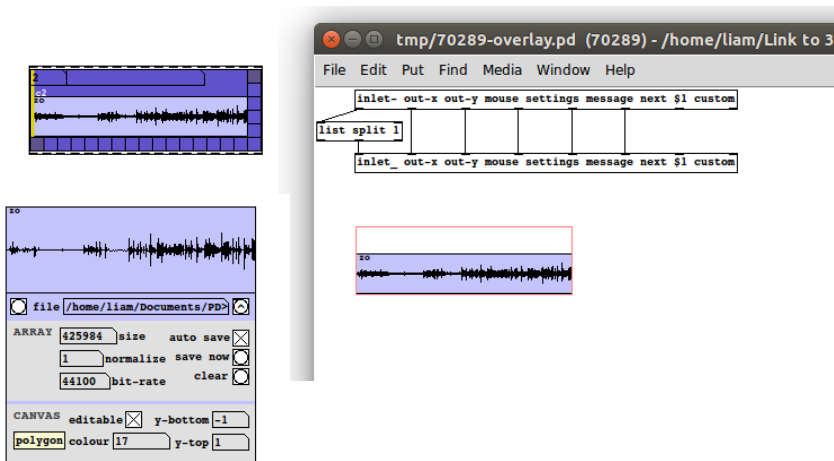 tmp/70289-overlay.pd (70289) - /home/liam/Link to 3
File Edit Put Find Media Window Help
2
c2
zo
inlet- out-x out-y mouse settings message next $1 custom
list split 1
inlet_ out-x out-y mouse settings message next $1 custom
zo
zo
file /home/liam/Documents/PD>
ARRAY 425984 size auto save
1 normalize save now
44100 bit-rate clear
CANVAS editable y-bottom -1
polygon colour 17 y-top 1